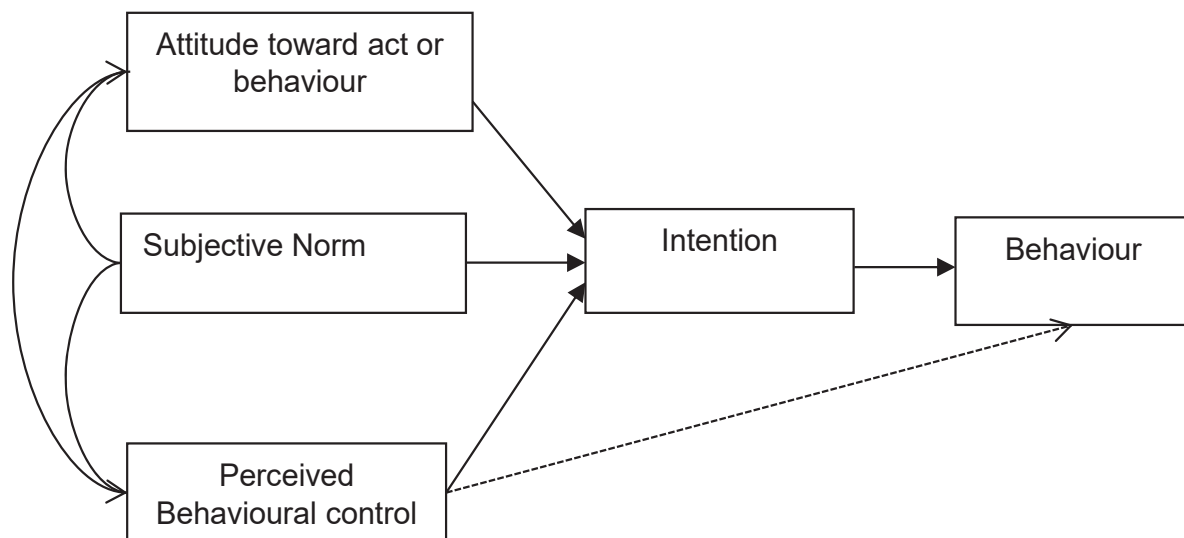 Attitude toward act or
behaviour
Subjective Norm
Intention
Behaviour
Perceived
Behavioural control